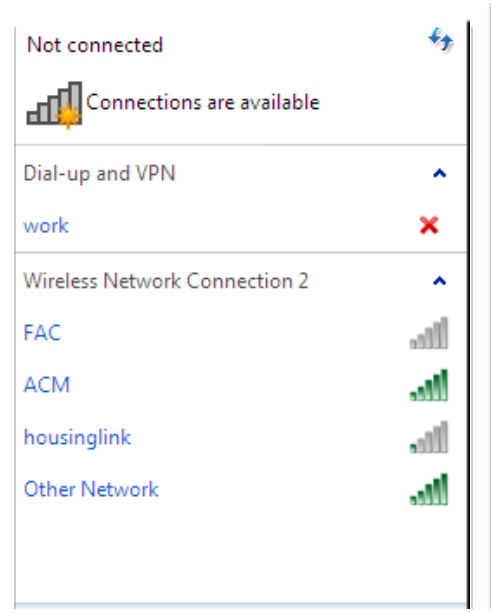 Not connected
Connections are available
Dial-up and VPN
work
Wireless Network Connection 2
FAC
ACM
housinglink
Other Network